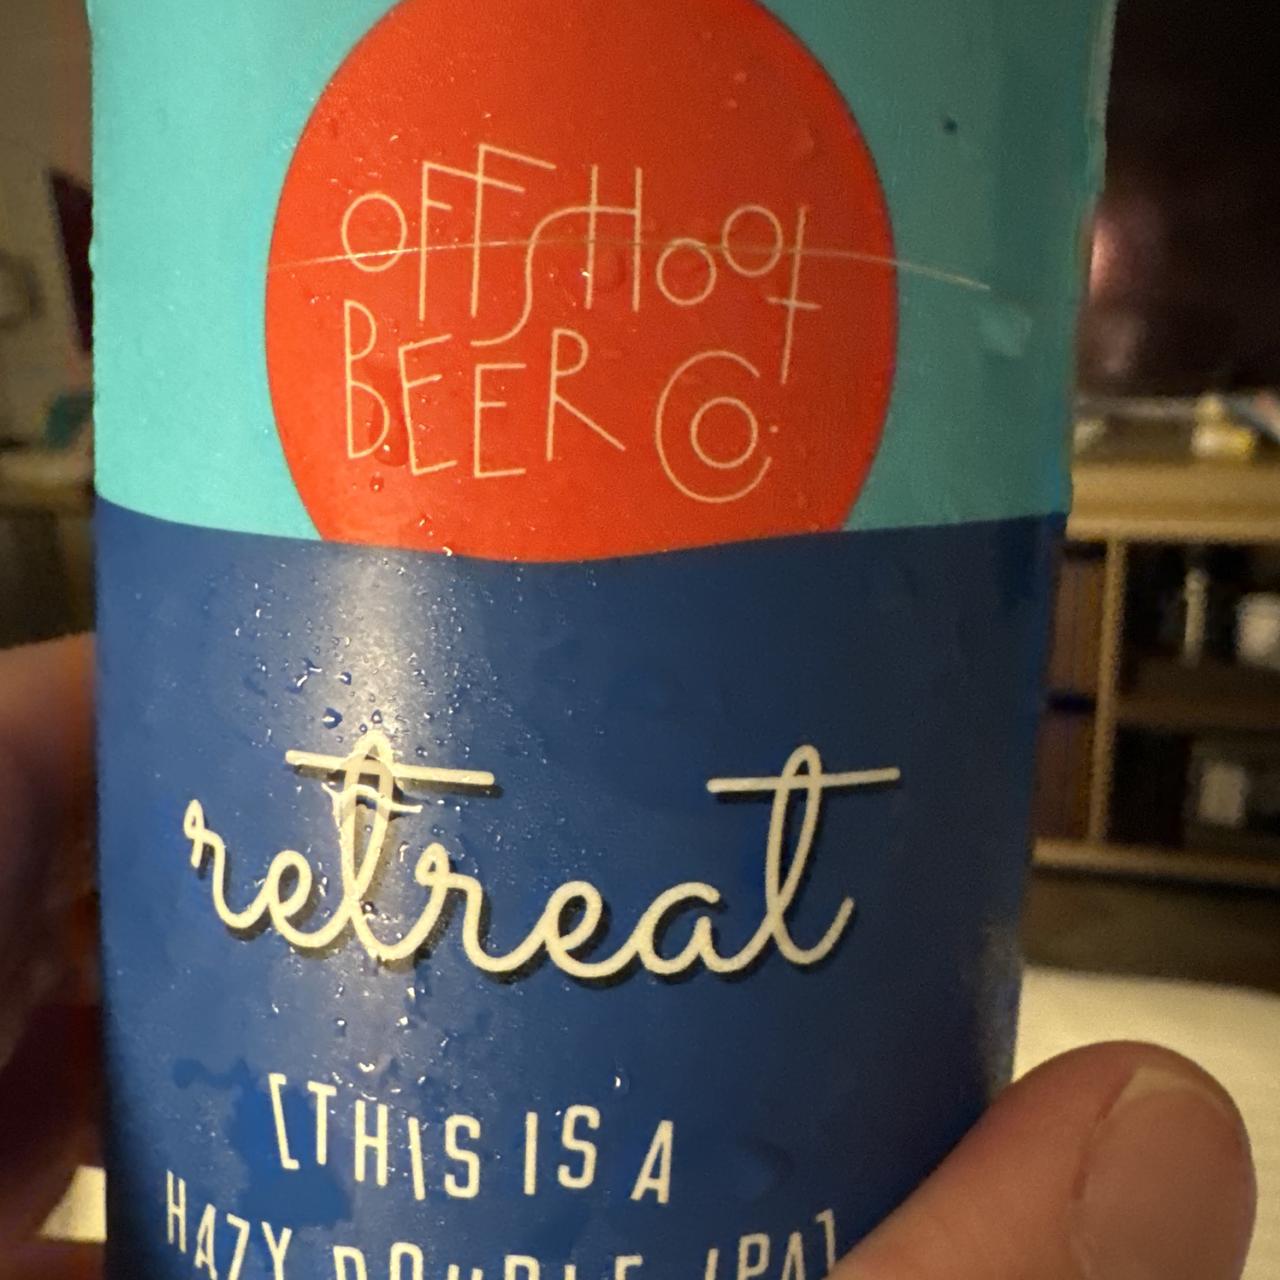 OFFSHOOT
BEER CO.
retreat
[THIS IS A
HAZY DOUBLE IPA]